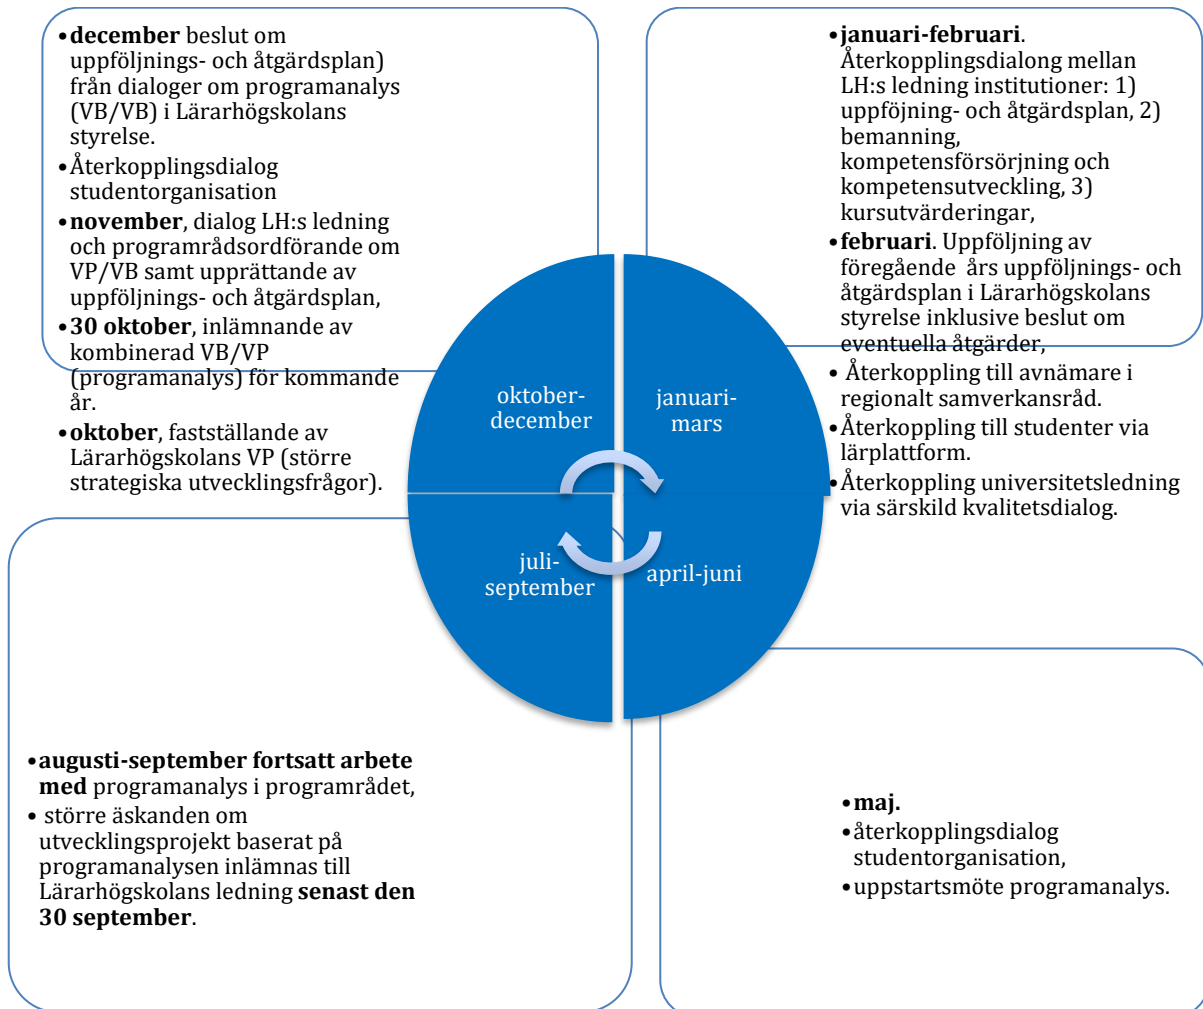 •december beslut om
uppföljnings- och åtgärdsplan)
från dialoger om programanalys
(VB/VB) i Lärarhögskolans
styrelse.
•Återkopplingsdialog
studentorganisation
•november, dialog LH:s ledning
och programrådsordförande om
VP/VB samt upprättande av
uppföljnings- och åtgärdsplan,
•30 oktober, inlämnande av
kombinerad VB/VP
(programanalys) för kommande
år.
•oktober, fastställande av
Lärarhögskolans VP (större
strategiska utvecklingsfrågor).
•januari-februari.
Återkopplingsdialong mellan
LH:s ledning institutioner: 1)
uppföjning- och åtgärdsplan, 2)
bemanning,
kompetensförsörjning och
kompetensutveckling, 3)
kursutvärderingar,
•februari. Uppföljning av
föregående års uppföljnings- och
åtgärdsplan i Lärarhögskolans
styrelse inklusive beslut om
eventuella åtgärder,
• Återkoppling till avnämare i
regionalt samverkansråd.
•Återkoppling till studenter via
lärplattform.
•Återkoppling universitetsledning
via särskild kvalitetsdialog.
oktober-
december
januari-
mars
juli-
september
april-juni
•augusti-september fortsatt arbete
med programanalys i programrådet,
• större äskanden om
utvecklingsprojekt baserat på
programanalysen inlämnas till
Lärarhögskolans ledning senast den
30 september.
•maj.
•återkopplingsdialog
studentorganisation,
•uppstartsmöte programanalys.